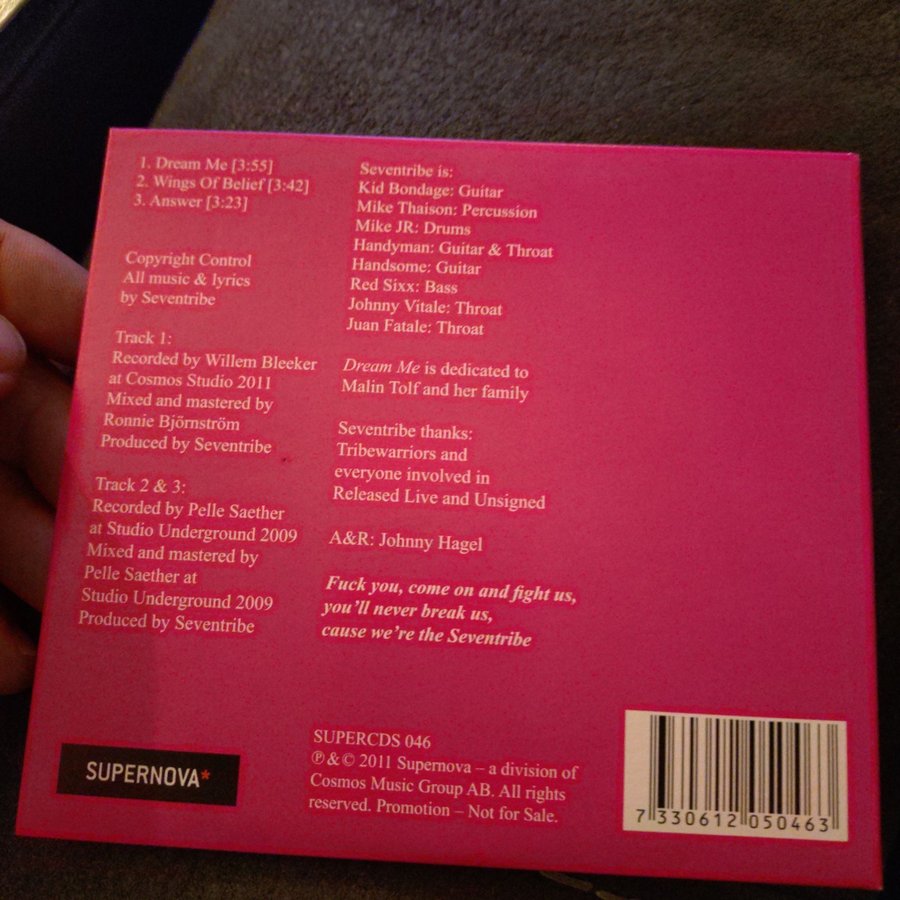 1. Dream Me [3:55]
2. Wings Of Belief [3:42]
3. Answer [3:23]
Copyright Control
All music & lyrics
by Seventribe
Track 1:
Recorded by Willem Bleeker
at Cosmos Studio 2011
Mixed and mastered by
Ronnie Björnström
Produced by Seventribe
Track 2 & 3:
Recorded by Pelle Saether
at Studio Underground 2009
Mixed and mastered by
Pelle Saether at
Studio Underground 2009
Produced by Seventribe
Seventribe is:
Kid Bondage: Guitar
Mike Thaison: Percussion
Mike JR: Drums
Handyman: Guitar & Throat
Handsome: Guitar
Red Sixx: Bass
Johnny Vitale: Throat
Juan Fatale: Throat
Dream Me is dedicated to
Malin Tolf and her family
Seventribe thanks:
Tribewarriors and
everyone involved in
Released Live and Unsigned
A&R: Johnny Hagel
Fuck you, come on and fight us,
you'll never break us,
cause we're the Seventribe
SUPERNOVA*
SUPERCDS 046
℗ & © 2011 Supernova – a division of
Cosmos Music Group AB. All rights
reserved. Promotion – Not for Sale.
7 330612 050463